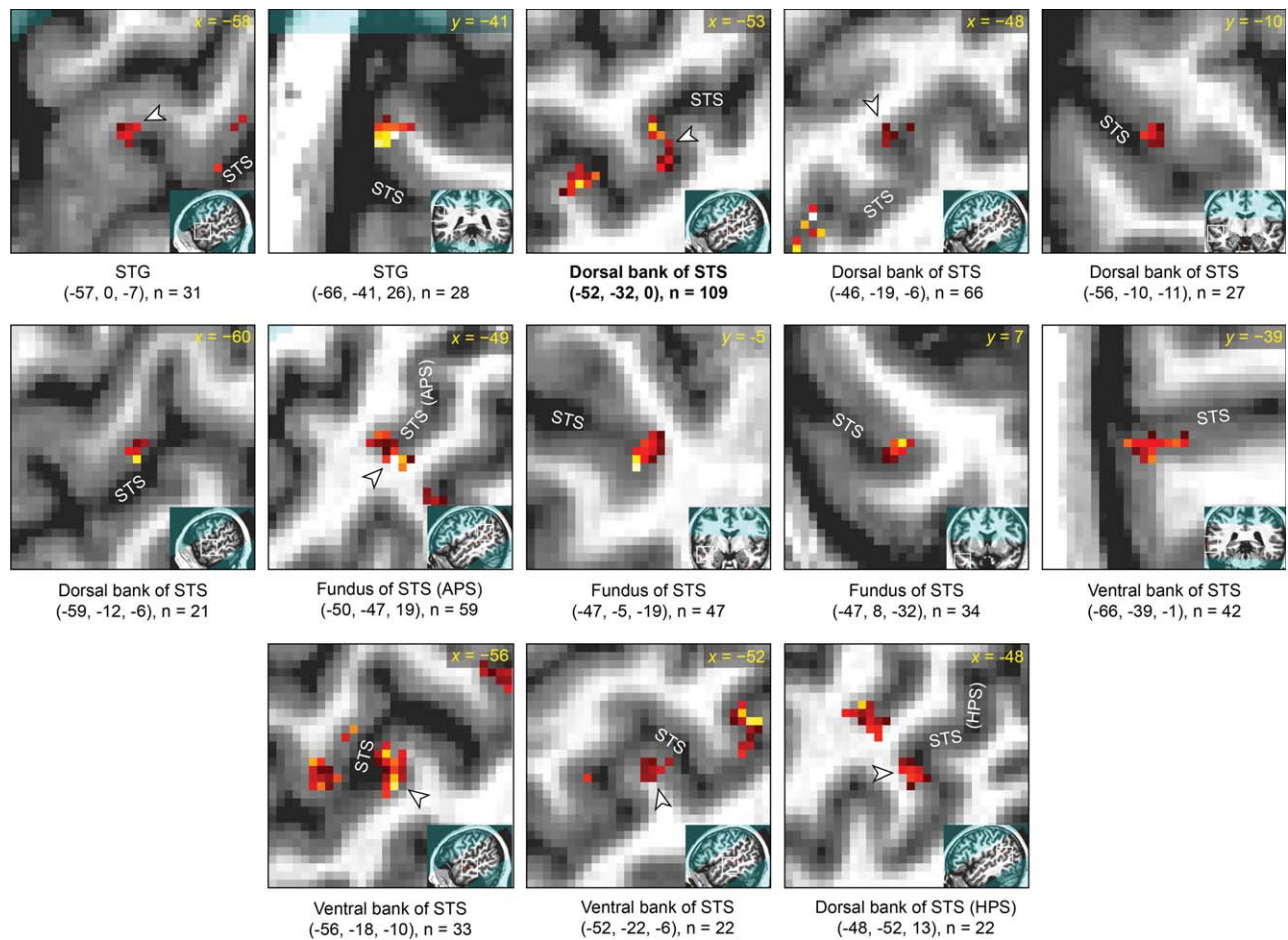 x = −58
y = −41
x = −53
x = −48
y = −10
STS
STS
STS
STS
STS
STG
(-57, 0, -7), n = 31
STG
(-66, -41, 26), n = 28
Dorsal bank of STS
(-52, -32, 0), n = 109
Dorsal bank of STS
(-46, -19, -6), n = 66
Dorsal bank of STS
(-56, -10, -11), n = 27
x = −60
x = −49
y = -5
y = 7
y = −39
STS
STS (APS)
STS
STS
STS
Dorsal bank of STS
(-59, -12, -6), n = 21
Fundus of STS (APS)
(-50, -47, 19), n = 59
Fundus of STS
(-47, -5, -19), n = 47
Fundus of STS
(-47, 8, -32), n = 34
Ventral bank of STS
(-66, -39, -1), n = 42
x = −56
x = −52
x = -48
STS
STS
STS (HPS)
Ventral bank of STS
(-56, -18, -10), n = 33
Ventral bank of STS
(-52, -22, -6), n = 22
Dorsal bank of STS (HPS)
(-48, -52, 13), n = 22